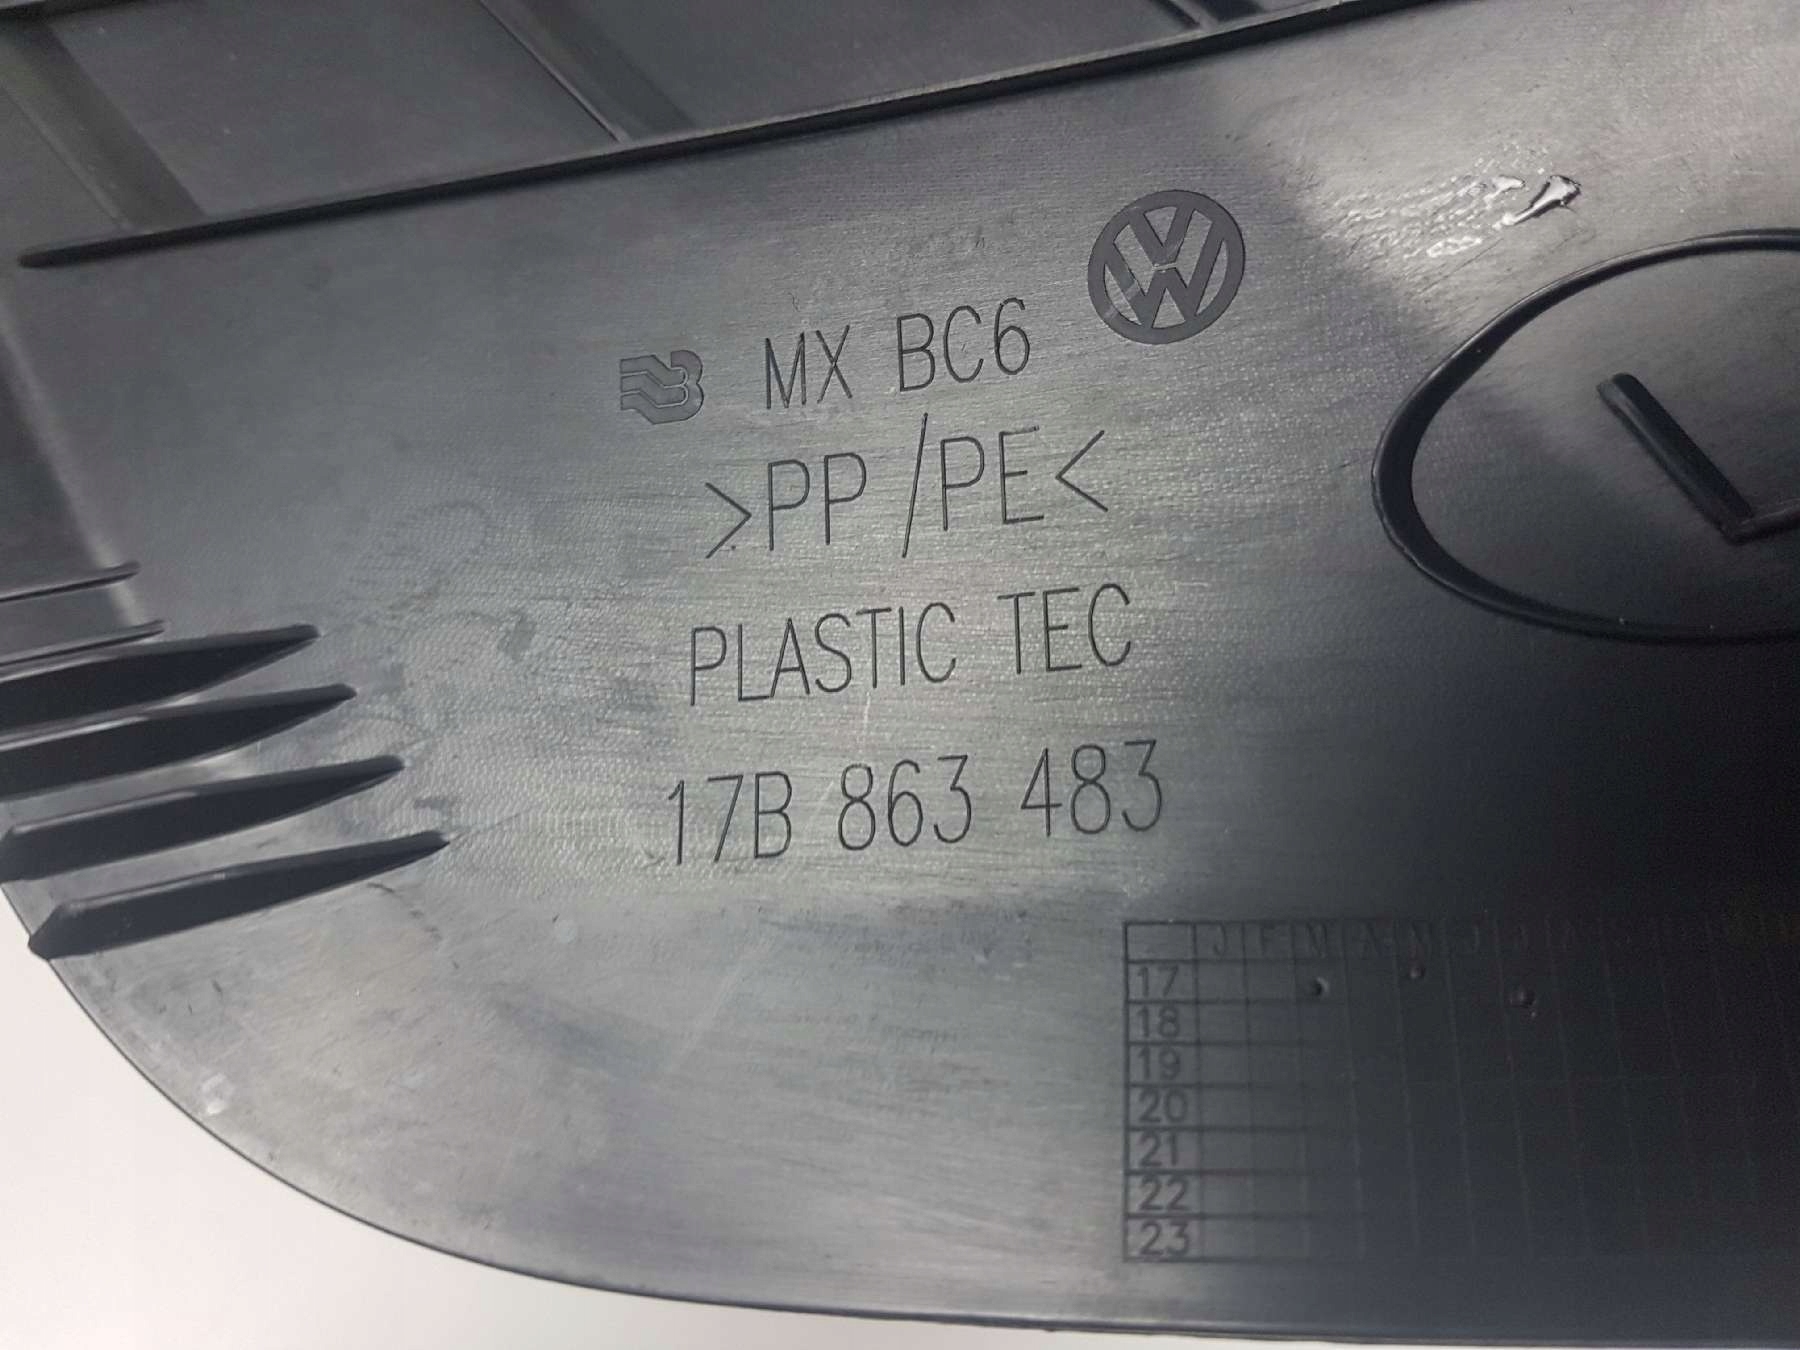 MX BC6
>PP/PE<
PLASTIC TEC
17B 863 483
L
J F M A M J J A S
17
18
19
20
21
22
23